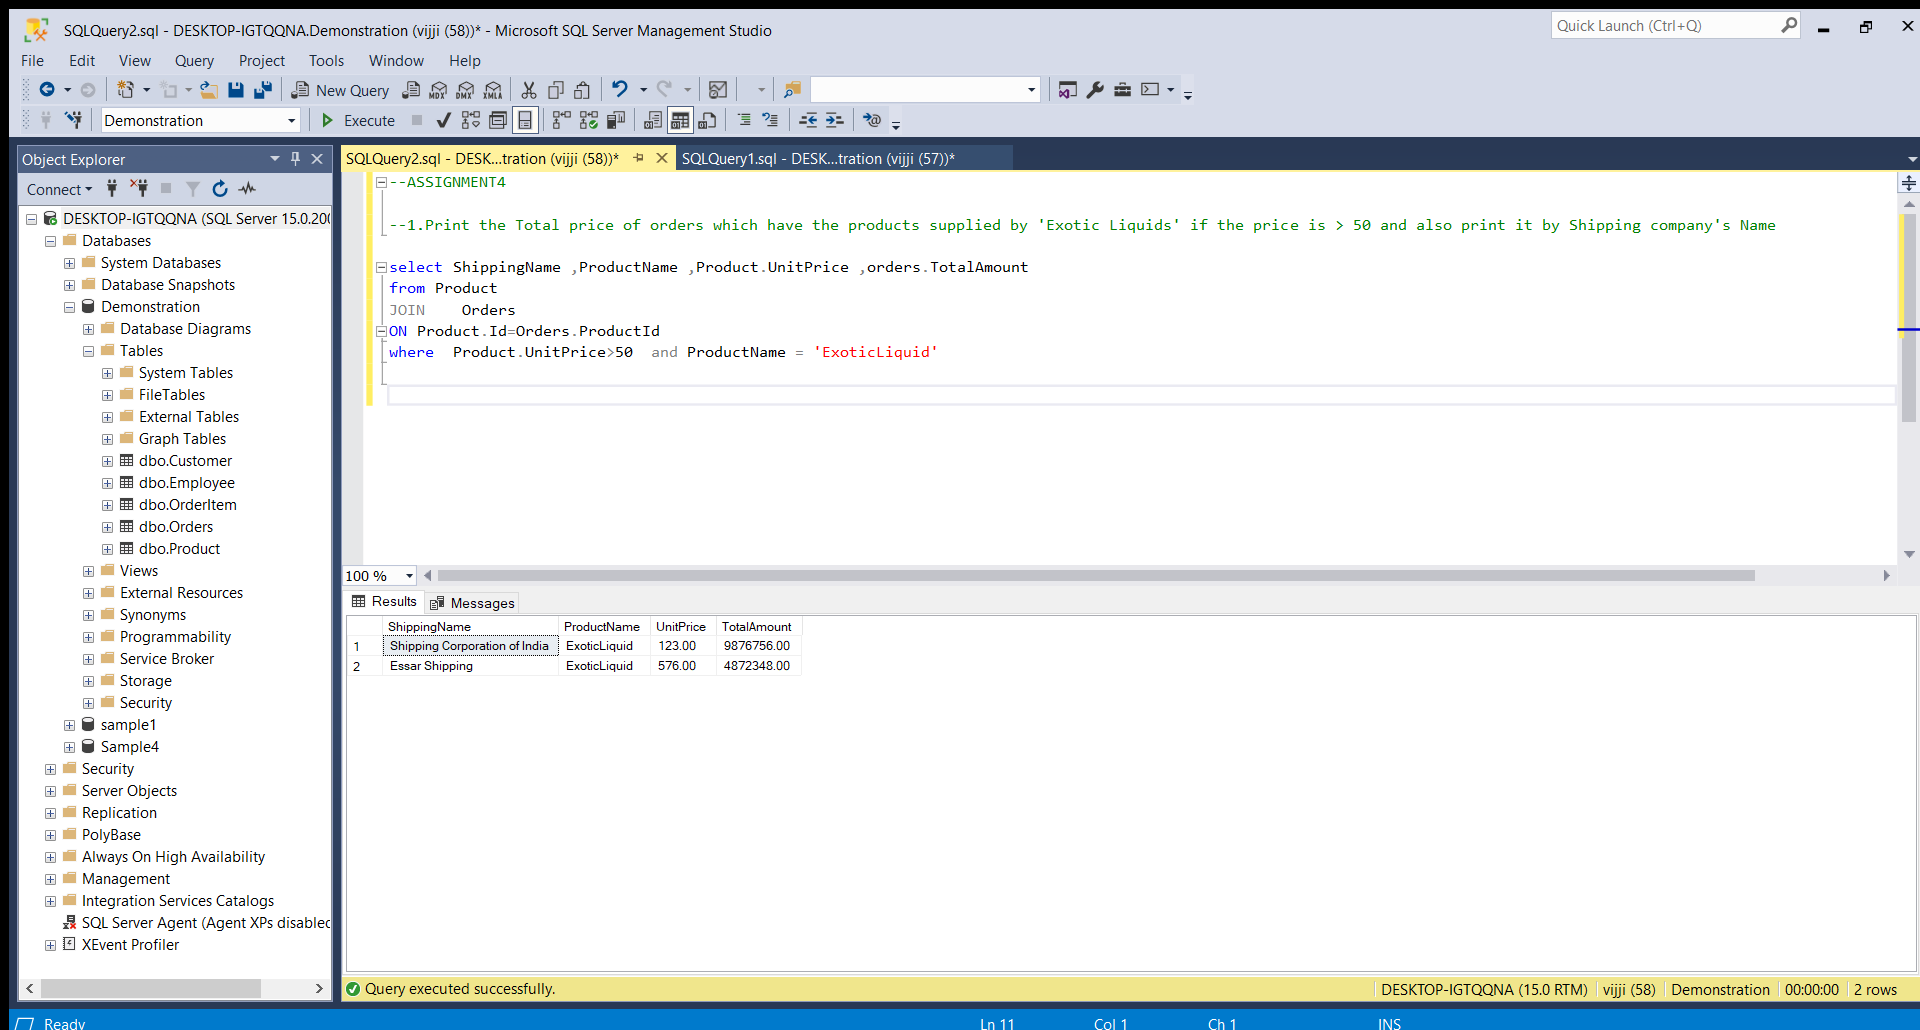 SQLQuery2.sql - DESKTOP-IGTQQNA.Demonstration (vijji (58))* - Microsoft SQL Server Management Studio
Quick Launch (Ctrl+Q)
File Edit View Query Project Tools Window Help
New Query
MDX DMX XMLA
Demonstration
Execute
Object Explorer
SQLQuery2.sql - DESK...tration (vijji (58))*
SQLQuery1.sql - DESK...tration (vijji (57))*
Connect
DESKTOP-IGTQQNA (SQL Server 15.0.200
Databases
System Databases
Database Snapshots
Demonstration
Database Diagrams
Tables
System Tables
FileTables
External Tables
Graph Tables
dbo.Customer
dbo.Employee
dbo.OrderItem
dbo.Orders
dbo.Product
Views
External Resources
Synonyms
Programmability
Service Broker
Storage
Security
sample1
Sample4
Security
Server Objects
Replication
PolyBase
Always On High Availability
Management
Integration Services Catalogs
SQL Server Agent (Agent XPs disabled
XEvent Profiler
--ASSIGNMENT4
--1.Print the Total price of orders which have the products supplied by 'Exotic Liquids' if the price is > 50 and also print it by Shipping company's Name
select ShippingName ,ProductName ,Product.UnitPrice ,orders.TotalAmount
from Product
JOIN    Orders
ON Product.Id=Orders.ProductId
where  Product.UnitPrice>50  and ProductName = 'ExoticLiquid'
100 %
Results Messages
ShippingName ProductName UnitPrice TotalAmount
1 Shipping Corporation of India ExoticLiquid 123.00 9876756.00
2 Essar Shipping ExoticLiquid 576.00 4872348.00
Query executed successfully.
DESKTOP-IGTQQNA (15.0 RTM) vijji (58) Demonstration 00:00:00 2 rows
Ready Ln 11 Col 1 Ch 1 INS